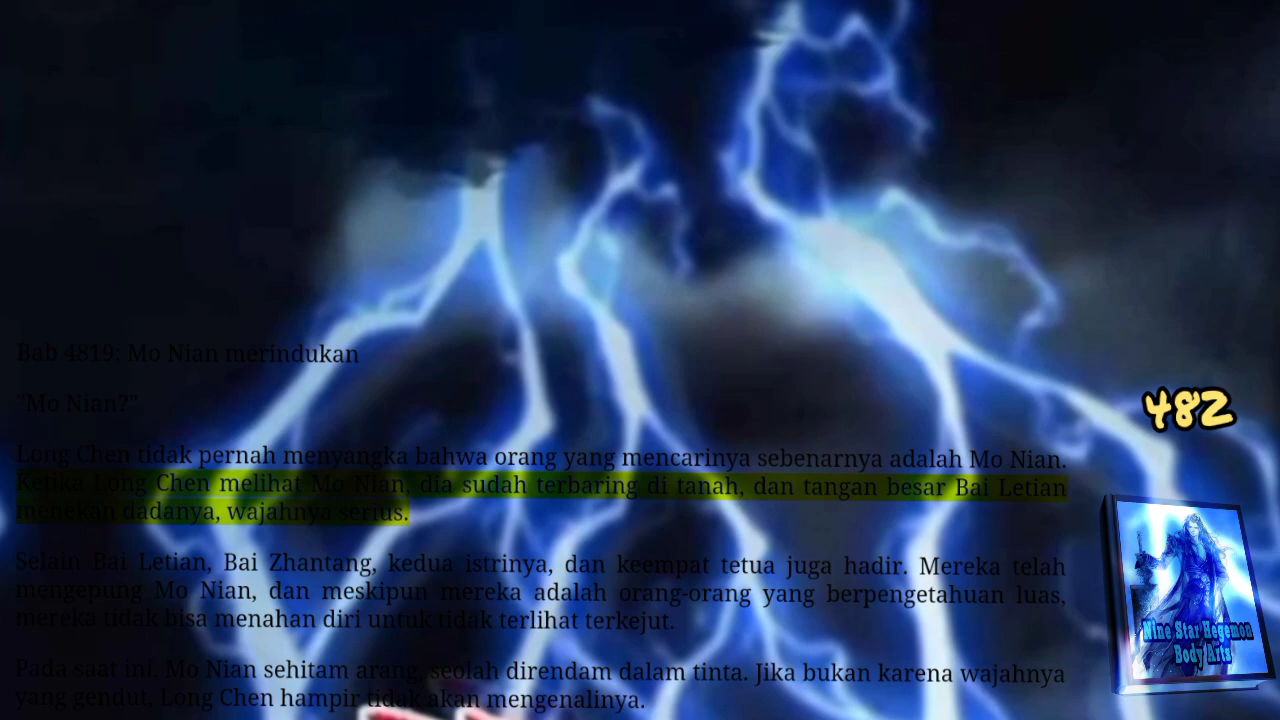 Bab 4819: Mo Nian merindukan
"Mo Nian?"
Long Chen tidak pernah menyangka bahwa orang yang mencarinya sebenarnya adalah Mo Nian.
Ketika Long Chen melihat Mo Nian, dia sudah terbaring di tanah, dan tangan besar Bai Letian
menekan dadanya, wajahnya serius.
Selain Bai Letian, Bai Zhantang, kedua istrinya, dan keempat tetua juga hadir. Mereka telah
mengepung Mo Nian, dan meskipun mereka adalah orang-orang yang berpengetahuan luas,
mereka tidak bisa menahan diri untuk tidak terlihat terkejut.
Pada saat ini, Mo Nian sehitam arang, seolah direndam dalam tinta. Jika bukan karena wajahnya
yang gendut, Long Chen hampir tidak akan mengenalinya.
482
Nine Star Hegemon
Body Arts